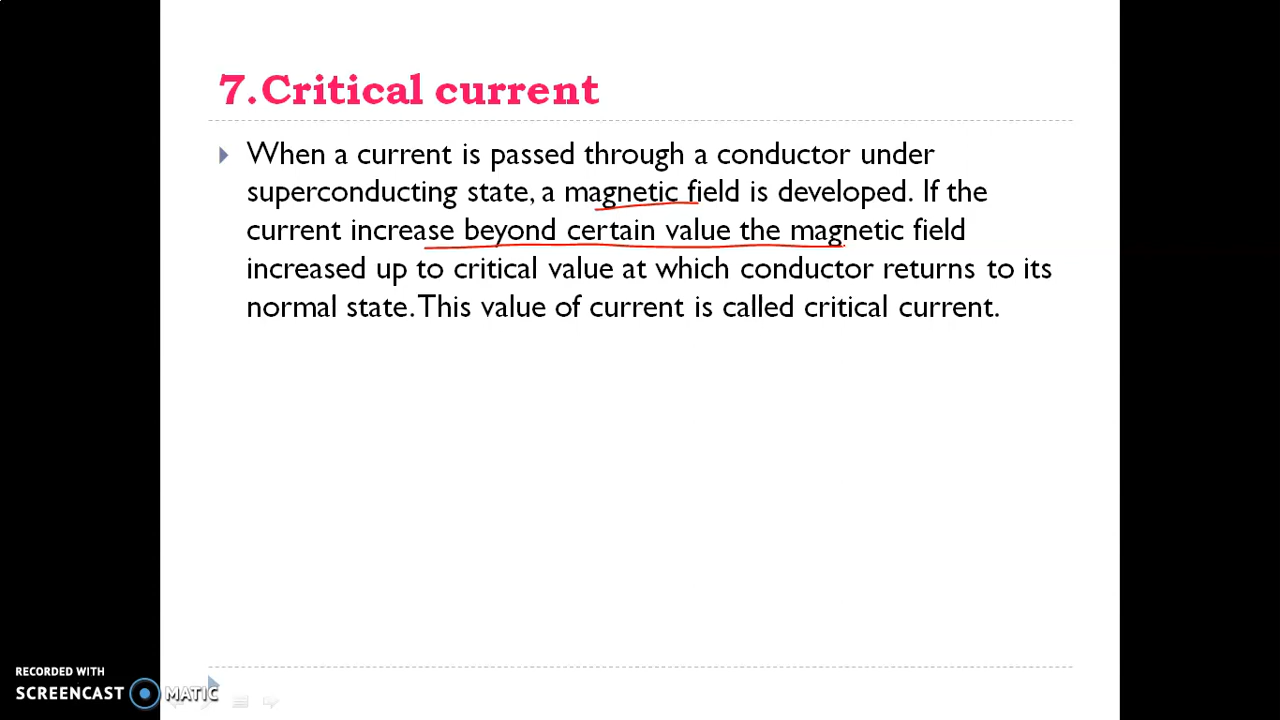 7.Critical current
When a current is passed through a conductor under
superconducting state, a magnetic field is developed. If the
current increase beyond certain value the magnetic field
increased up to critical value at which conductor returns to its
normal state. This value of current is called critical current.
RECORDED WITH
SCREENCAST MATIC